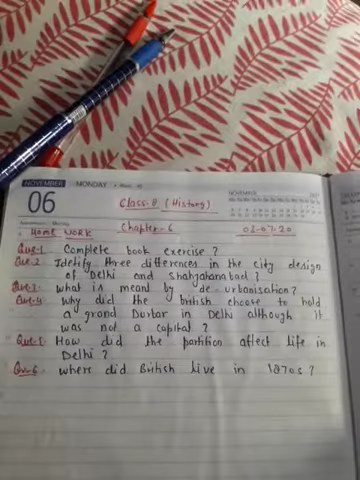 NOVEMBER MONDAY
06
Class-8 (History)
Chapter-6
HOME WORK 03-07-20
Que-1 Complete book exercise ?
Que-2 Idetify three differences in the city design
of Delhi and Shahjahanabad ?
Que-3 what is meant by de-urbanisation?
Que-4 Why did the british choose to hold
a grand Durbar in Delhi although it
was not a capital ?
Que-5 How did the partition affect life in
Delhi ?
Que-6 where did British live in 1870s ?